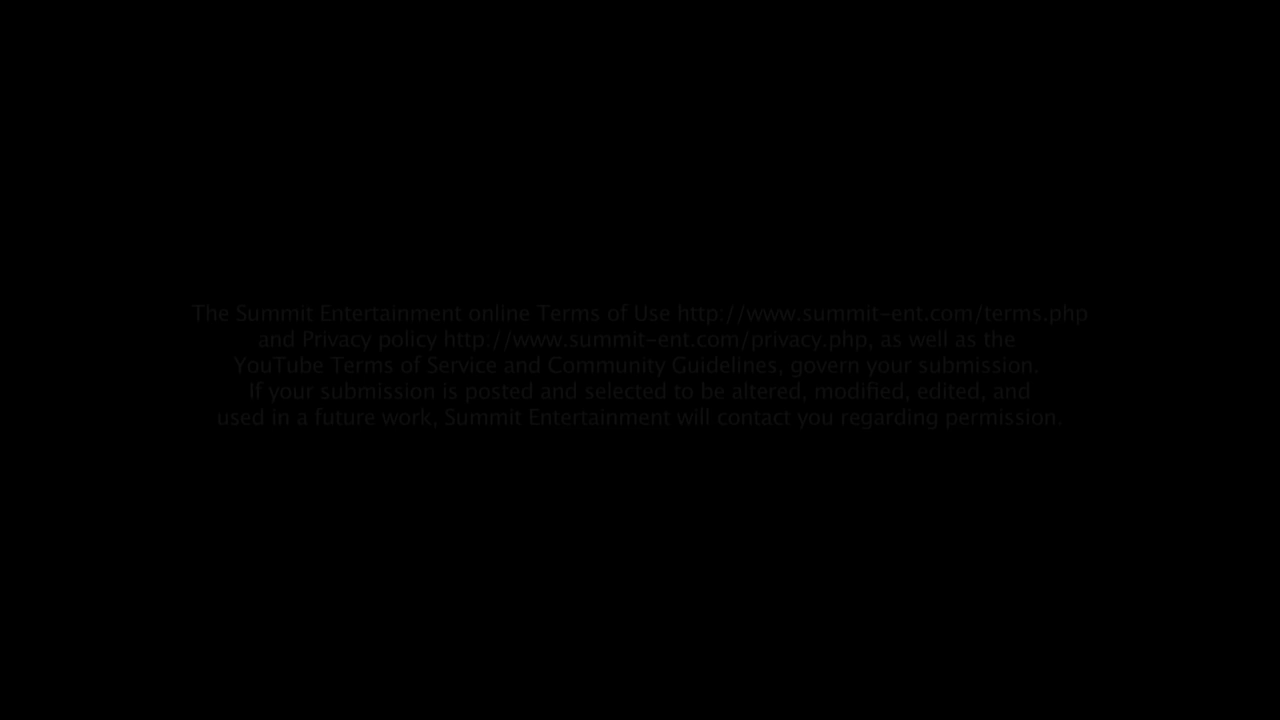 The Summit Entertainment online Terms of Use http://www.summit-ent.com/terms.php
and Privacy policy http://www.summit-ent.com/privacy.php, as well as the
YouTube Terms of Service and Community Guidelines, govern your submission.
If your submission is posted and selected to be altered, modified, edited, and
used in a future work, Summit Entertainment will contact you regarding permission.